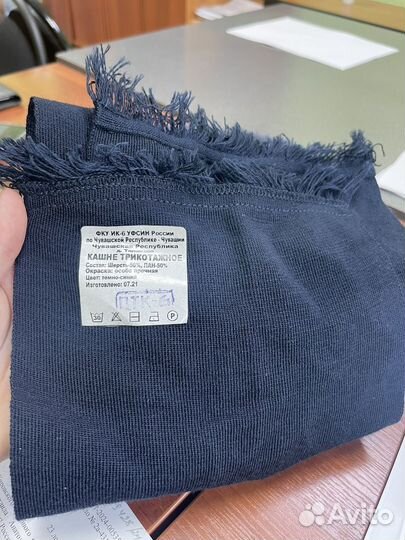 ФКУ ИК-6 УФСИН России
по Чувашской Республике - Чувашии
Чувашская Республика
КАШНЕ ТРИКОТАЖНОЕ
Состав: Шерсть-50%, ПАН-50%
Окраска: особо прочная
Цвет: темно-синий
Изготовлено: 07.21
ПТК-6
30
P
Avito